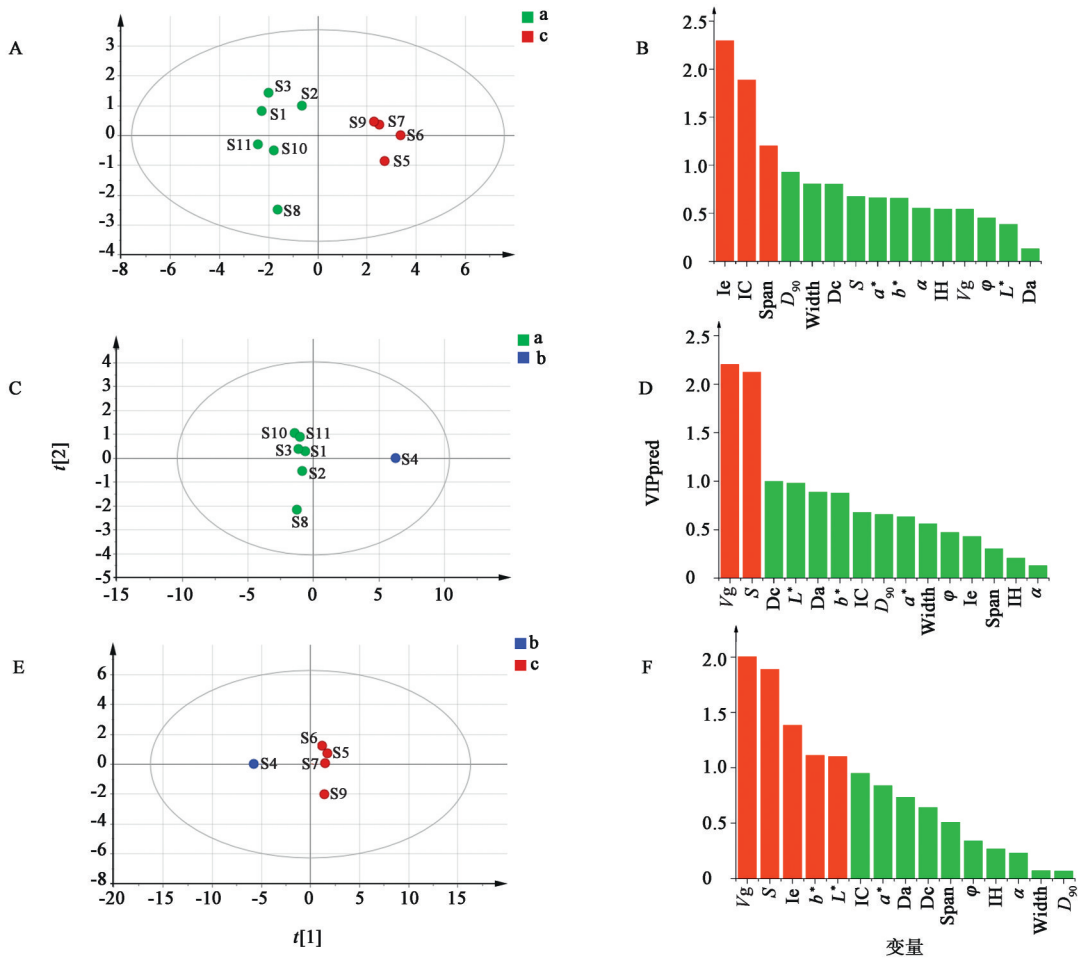 A
a
c
3
2
1
0
-1
-2
-3
-4
-8 -6 -4 -2 0 2 4 6
S3
S2
S1
S11
S10
S8
S9
S7
S6
S5
B
2.5
2.0
1.5
1.0
0.5
0
Ie IC Span D90 Width Dc S a* b* α IH Vg φ L* Da
C
a
b
4
3
2
1
0
-1
-2
-3
-4
-5
-15 -10 -5 0 5 10
S10
S11
S3
S1
S2
S8
S4
t[2]
D
2.5
2.0
1.5
1.0
0.5
0
VIPpred
Vg S Dc L* Da b* IC D90 a* Width φ Ie Span IH α
E
b
c
6
4
2
0
-2
-4
-6
-8
-20 -15 -10 -5 0 5 10 15
S4
S6
S5
S7
S9
t[1]
F
2.0
1.5
1.0
0.5
0
Vg S Ie b* L* IC a* Da Dc Span φ IH α Width D90
变量